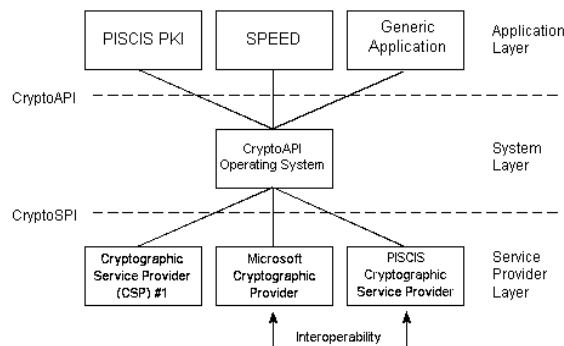 PISCIS PKI
SPEED
Generic
Application
Application
Layer
CryptoAPI
CryptoAPI
Operating System
System
Layer
CryptoSPI
Cryptographic
Service Provider
(CSP) #1
Microsoft
Cryptographic
Provider
PISCIS
Cryptographic
Service Provider
Service
Provider
Layer
Interoperability